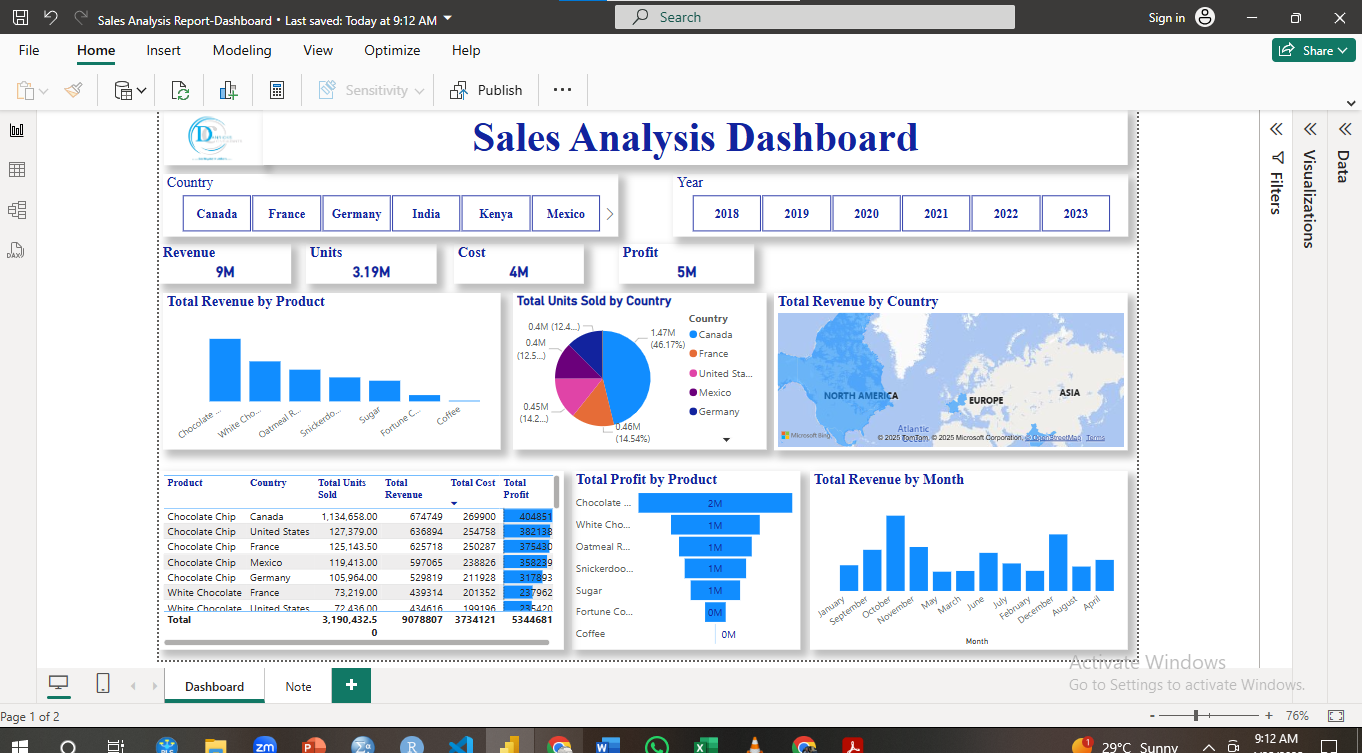 Sales Analysis Report-Dashboard • Last saved: Today at 9:12 AM
Search
Sign in
File Home Insert Modeling View Optimize Help
Share
Sensitivity
Publish
Sales Analysis Dashboard
Country
Canada France Germany India Kenya Mexico
Year
2018 2019 2020 2021 2022 2023
Revenue
9M
Units
3.19M
Cost
4M
Profit
5M
Total Revenue by Product
Chocolate ...
White Cho...
Oatmeal R...
Snickerdo...
Sugar
Fortune C...
Coffee
Total Units Sold by Country
0.4M (12.4...)
0.4M
(12.5...)
0.45M
(14.2...)
1.47M
(46.17%)
0.46M
(14.54%)
Country
Canada
France
United Sta...
Mexico
Germany
Total Revenue by Country
NORTH AMERICA
EUROPE
ASIA
Atlantic
Microsoft Bing
© 2025 TomTom, © 2025 Microsoft Corporation, © OpenStreetMap Terms
Product Country Total Units Sold Total Revenue Total Cost Total Profit
Chocolate Chip Canada 1,134,658.00 674749 269900 404851
Chocolate Chip United States 127,379.00 636894 254758 382138
Chocolate Chip France 125,143.50 625718 250287 375430
Chocolate Chip Mexico 119,413.00 597065 238826 358239
Chocolate Chip Germany 105,964.00 529819 211928 317893
White Chocolate France 73,219.00 439314 201352 237962
White Chocolate United States 72,436.00 434616 199196 235420
Total 3,190,432.50 9078807 3734121 5344681
Total Profit by Product
Chocolate ... 2M
White Cho... 1M
Oatmeal R... 1M
Snickerdoo... 1M
Sugar 1M
Fortune Co... 0M
Coffee 0M
Total Revenue by Month
January
September
October
November
May
March
June
July
February
December
August
April
Month
Filters
Visualizations
Data
Activate Windows
Go to Settings to activate Windows.
Dashboard
Note
Page 1 of 2
76%
29°C Sunny
9:12 AM